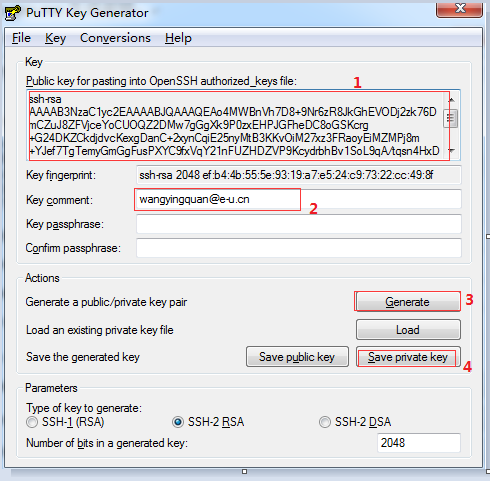 PuTTY Key Generator
File Key Conversions Help
Key
Public key for pasting into OpenSSH authorized_keys file:
1
ssh-rsa
AAAAB3NzaC1yc2EAAAABJQAAAQEAo4MWBnVh7D8+9Nr6zR8JkGhEVODj2zk76D
mCZuJ8ZFVjceYoCUOQZ2DMw7gGgXk9P0zxEHPJGFheDC8oGSKcrg
+G24DKZCkdjdvcKexgDanC+2xynCqiE25nyMtB3KKvOiM27xz3FRaoyEiMZMPj8m
+YJef7TgTemyGmGgFusPXYC9fxVqY21nFUZHDZVP9KcydrbhBv1SoL9qA/tqsn4HxD
Key fingerprint: ssh-rsa 2048 ef:b4:4b:55:5e:93:19:a7:e5:24:c9:73:22:cc:49:8f
Key comment: wangyingquan@e-u.cn
2
Key passphrase:
Confirm passphrase:
Actions
Generate a public/private key pair Generate 3
Load an existing private key file Load
Save the generated key Save public key Save private key 4
Parameters
Type of key to generate:
SSH-1 (RSA) SSH-2 RSA SSH-2 DSA
Number of bits in a generated key: 2048